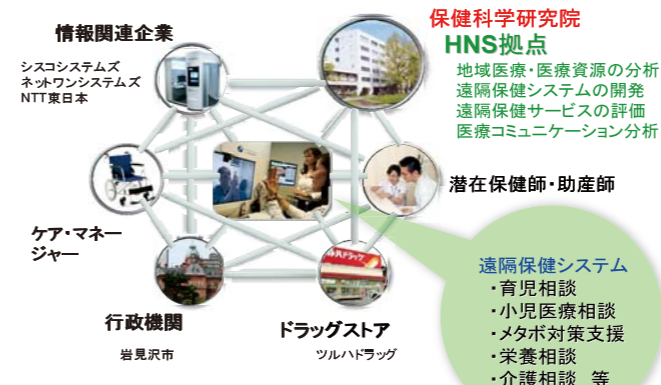 情報関連企業
シスコシステムズ
ネットワンシステムズ
NTT東日本
保健科学研究院
HNS拠点
地域医療・医療資源の分析
遠隔保健システムの開発
遠隔保健サービスの評価
医療コミュニケーション分析
潜在保健師・助産師
ケア・マネー
ジャー
行政機関
岩見沢市
ドラッグストア
ツルハドラッグ
遠隔保健システム
・育児相談
・小児医療相談
・メタボ対策支援
・栄養相談
・介護相談 等